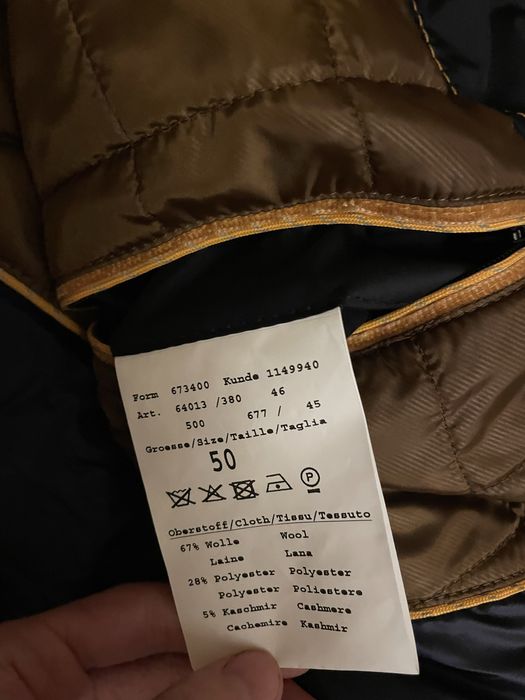 Form 673400 Kunde 1149940
Art. 64013 /380 46
500 677 / 45
Groesse/Size/Taille/Taglia
50
P
Oberstoff/Cloth/Tissu/Tessuto
67% Wolle Wool
Laine Lana
28% Polyester Polyester
Polyester Poliestere
5% Kaschmir Cashmere
Cachemire Kashmir